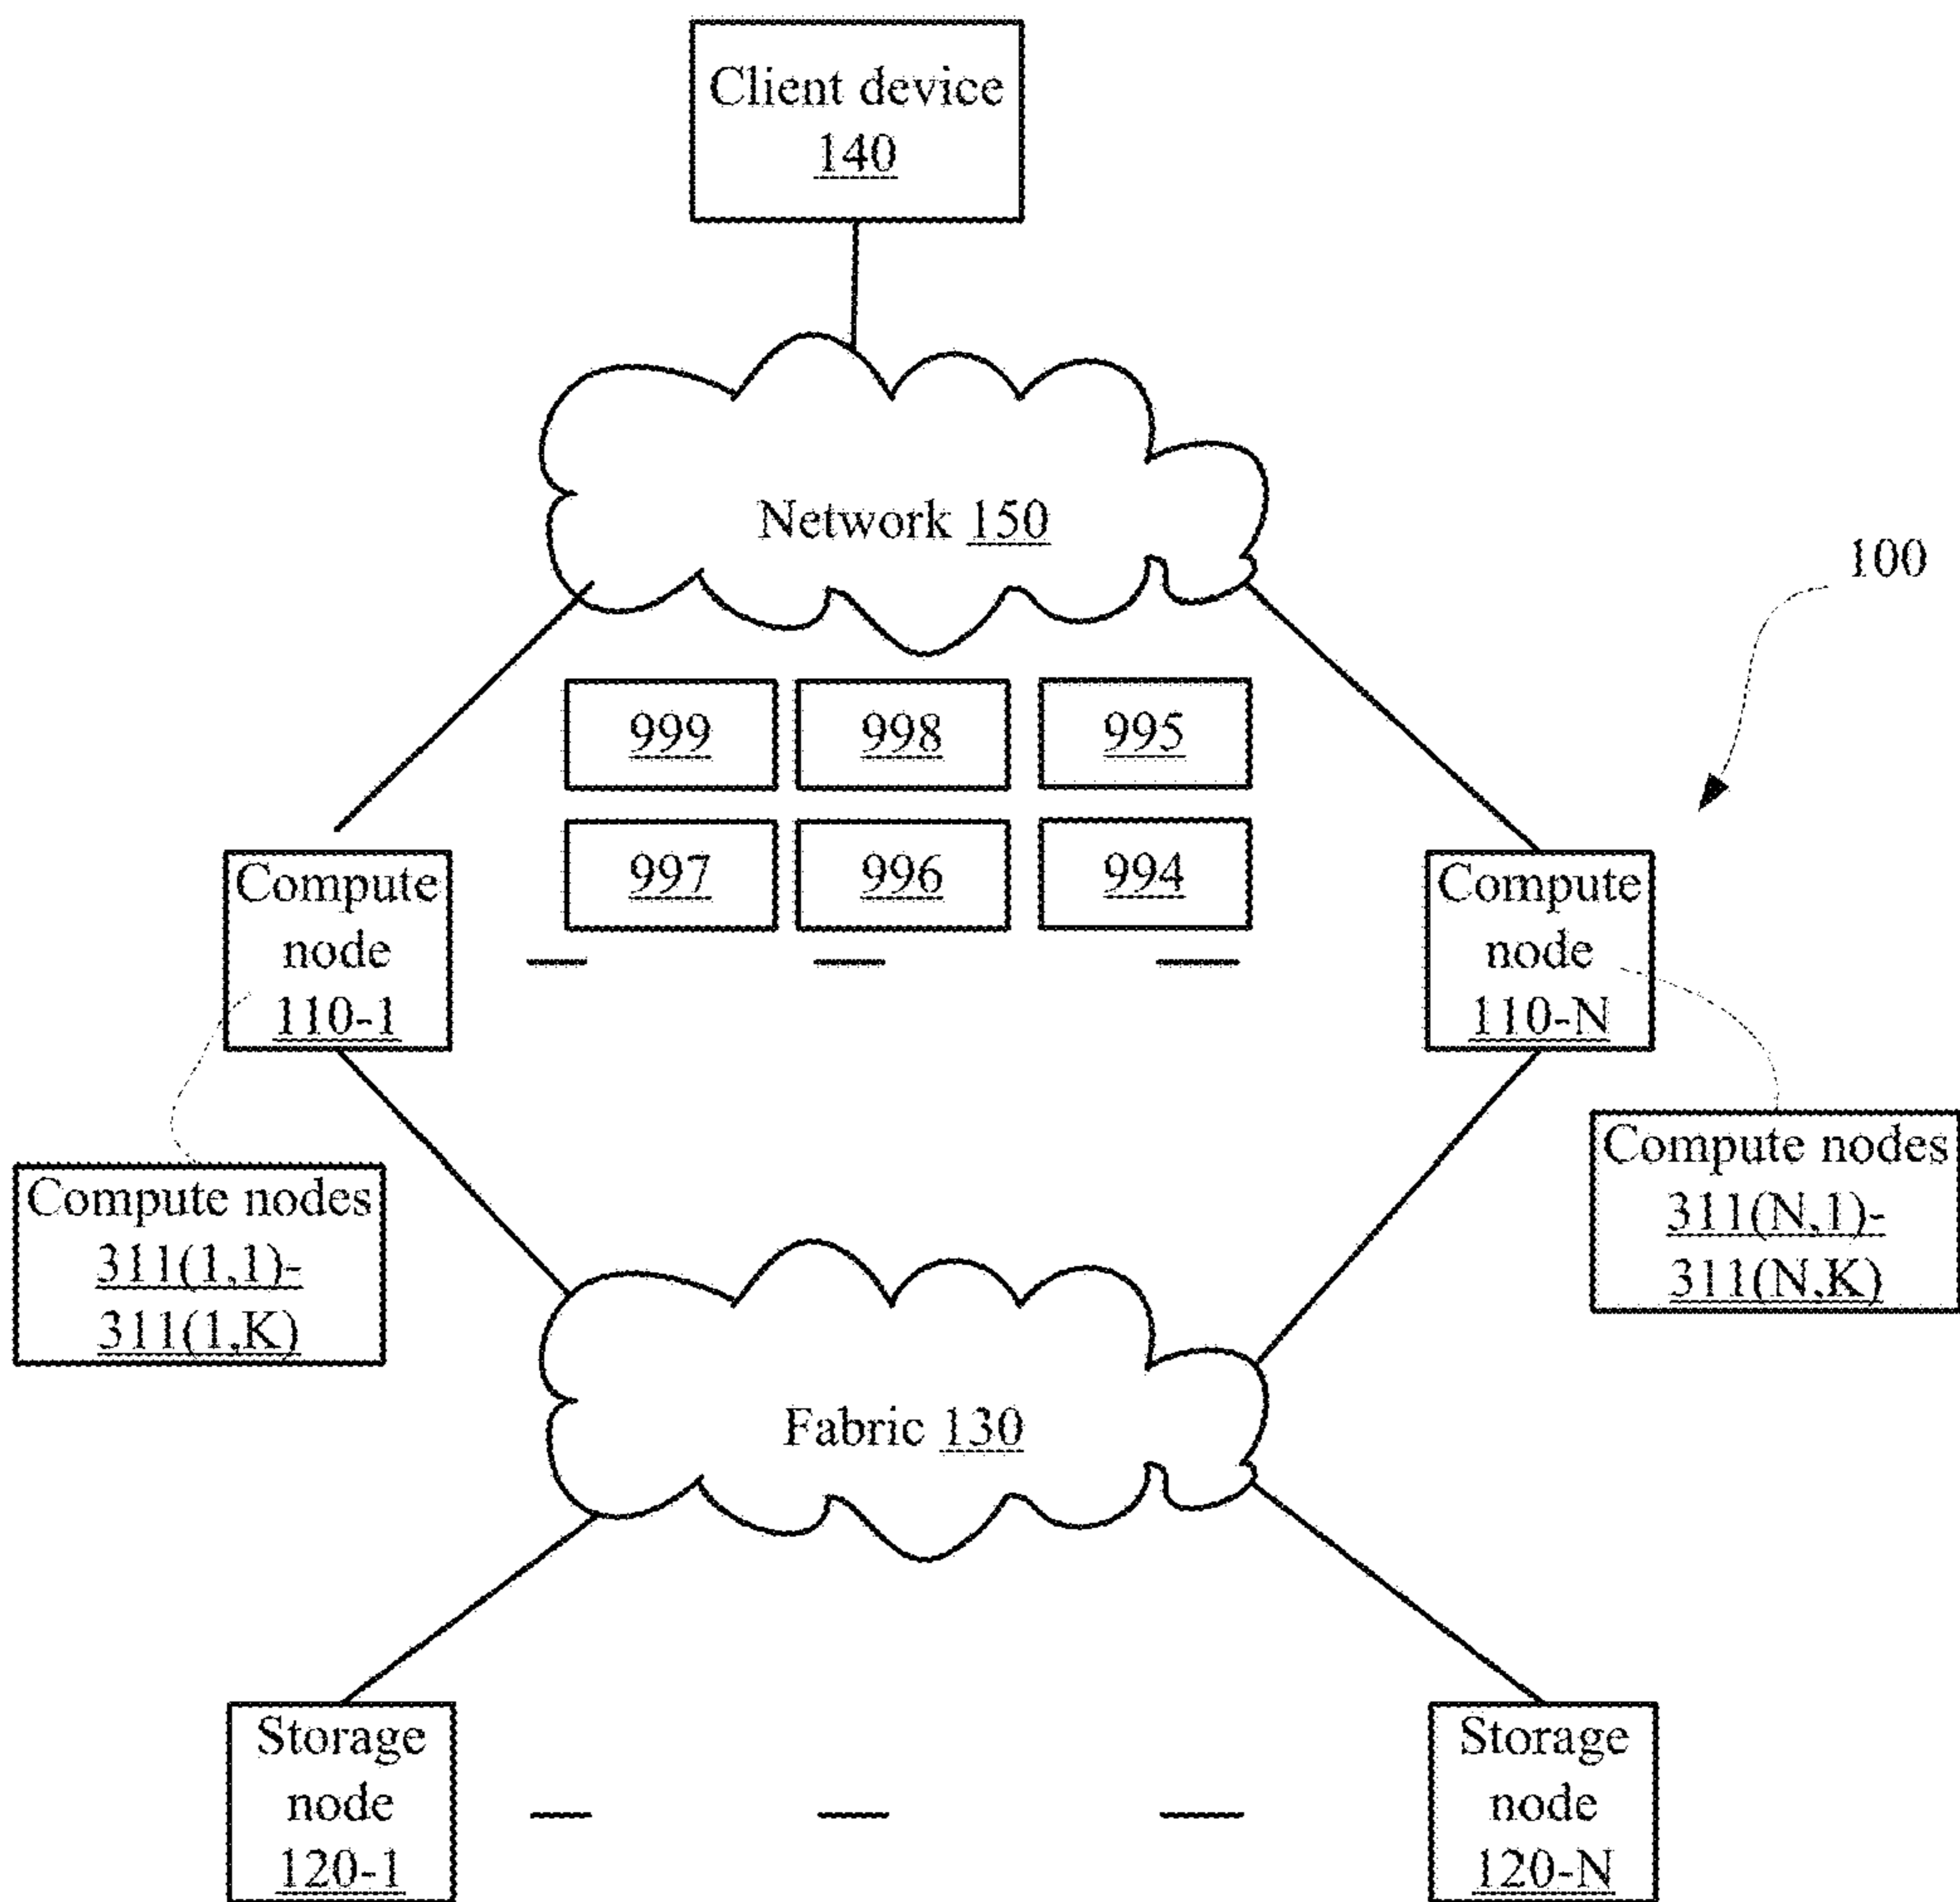 Client device
140
Network 150
100
999 998 995
997 996 994
Compute
node
110-1
Compute
node
110-N
Compute nodes
311(1,1)-
311(1,K)
Compute nodes
311(N,1)-
311(N,K)
Fabric 130
Storage
node
120-1
Storage
node
120-N